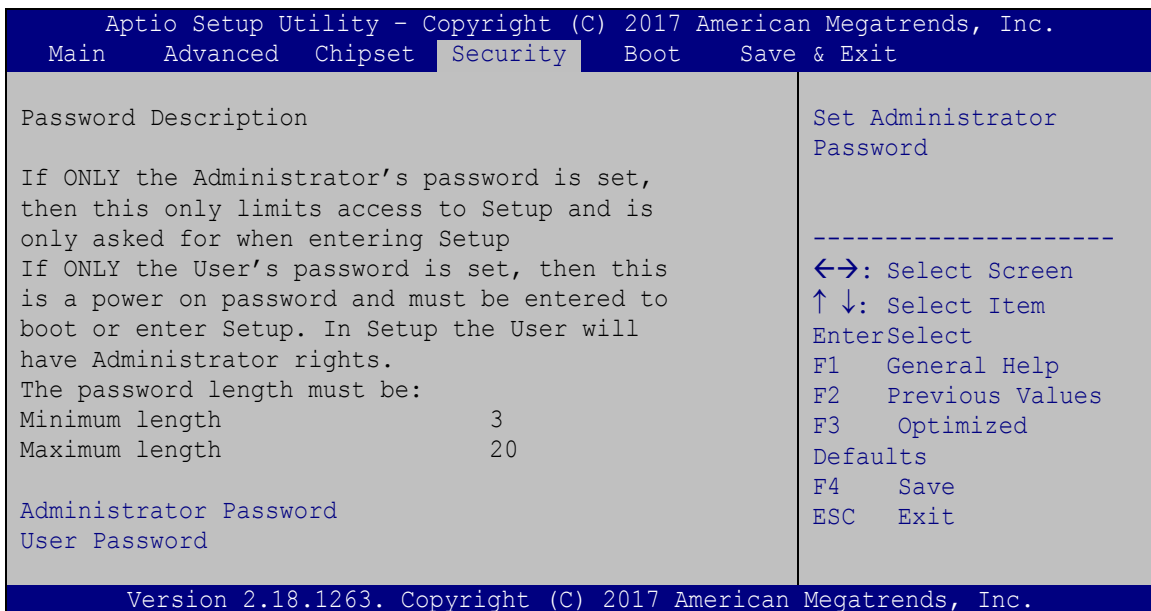 Aptio Setup Utility – Copyright (C) 2017 American Megatrends, Inc.
Main Advanced Chipset Security Boot Save & Exit
Password Description
If ONLY the Administrator’s password is set,
then this only limits access to Setup and is
only asked for when entering Setup
If ONLY the User’s password is set, then this
is a power on password and must be entered to
boot or enter Setup. In Setup the User will
have Administrator rights.
The password length must be:
Minimum length 3
Maximum length 20
Administrator Password
User Password
Set Administrator
Password
---------------------
←→: Select Screen
↑ ↓: Select Item
EnterSelect
F1 General Help
F2 Previous Values
F3 Optimized
Defaults
F4 Save
ESC Exit
Version 2.18.1263. Copyright (C) 2017 American Megatrends, Inc.